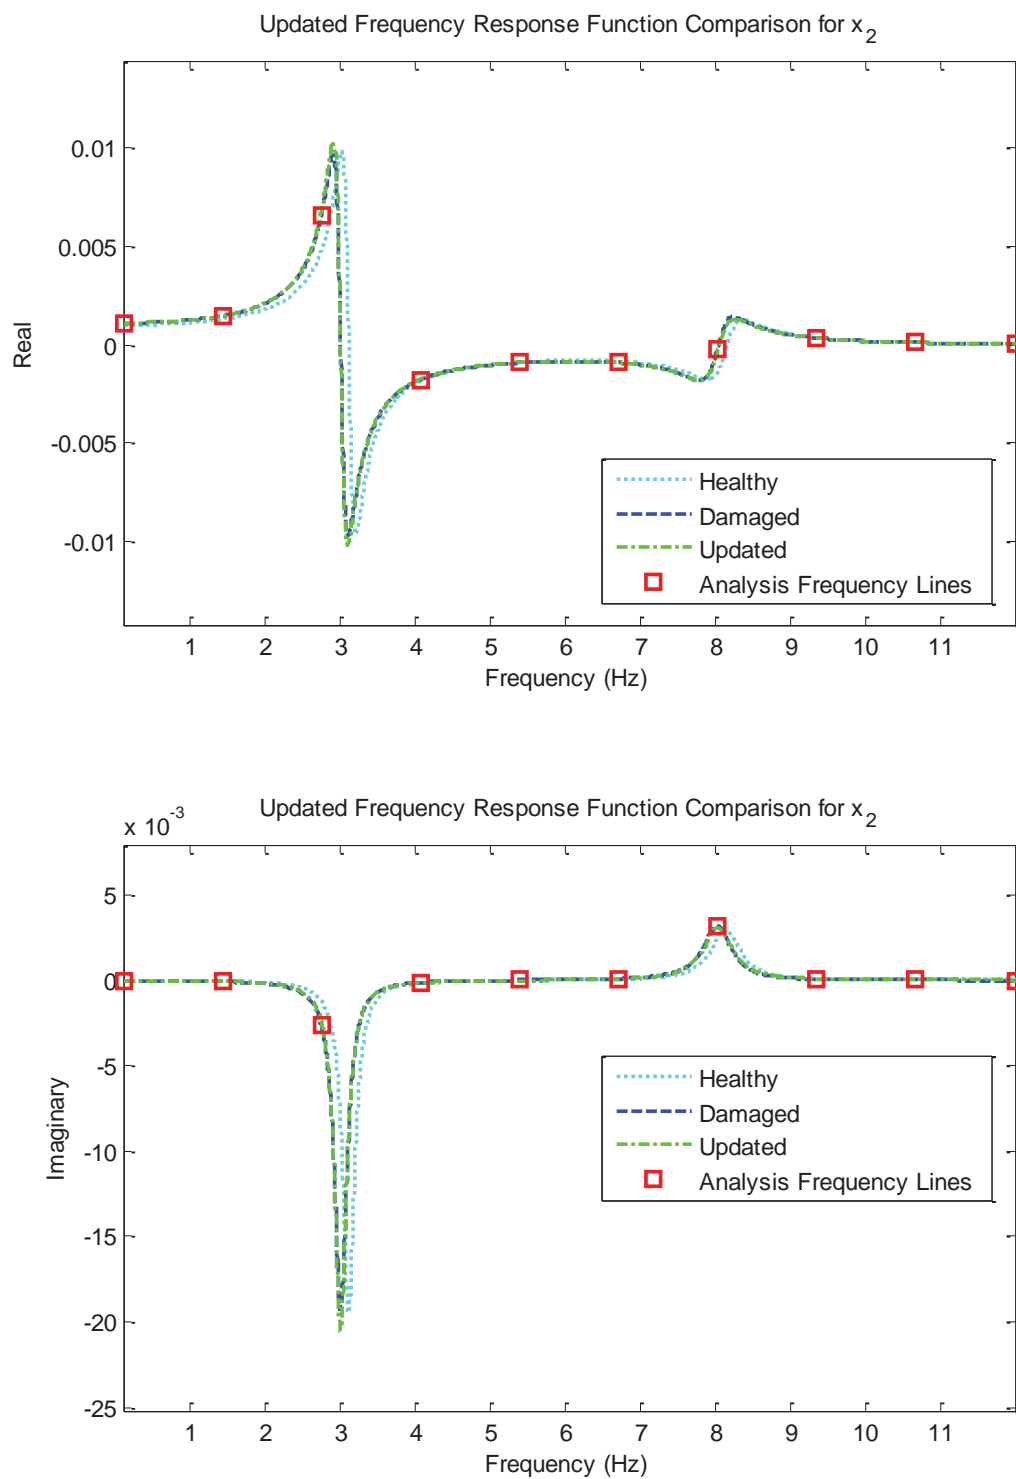 Updated Frequency Response Function Comparison for x_2
0.01
0.005
0
-0.005
-0.01
Real
Healthy
Damaged
Updated
Analysis Frequency Lines
1 2 3 4 5 6 7 8 9 10 11
Frequency (Hz)
Updated Frequency Response Function Comparison for x_2
x 10^-3
5
0
-5
-10
-15
-20
-25
Imaginary
Healthy
Damaged
Updated
Analysis Frequency Lines
1 2 3 4 5 6 7 8 9 10 11
Frequency (Hz)